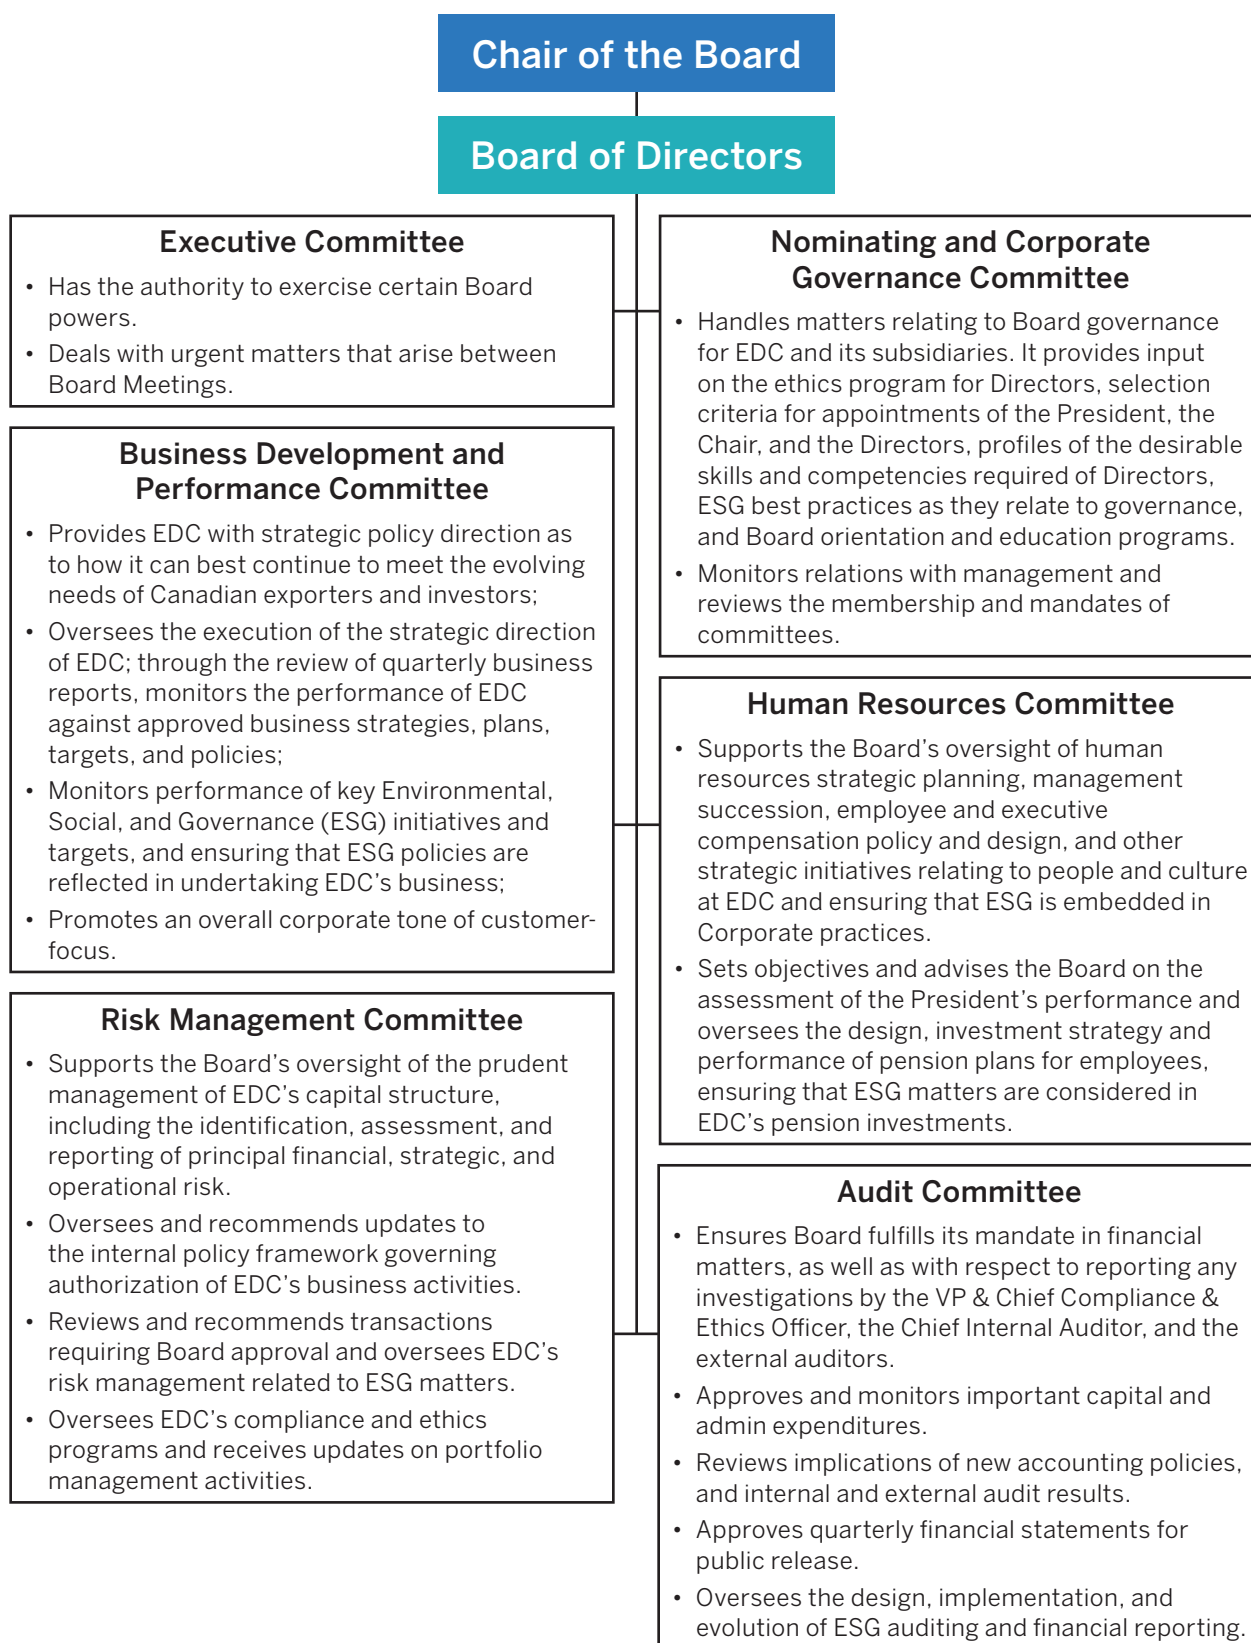 Chair of the Board
Board of Directors
Executive Committee
• Has the authority to exercise certain Board
powers.
• Deals with urgent matters that arise between
Board Meetings.
Business Development and
Performance Committee
• Provides EDC with strategic policy direction as
to how it can best continue to meet the evolving
needs of Canadian exporters and investors;
• Oversees the execution of the strategic direction
of EDC; through the review of quarterly business
reports, monitors the performance of EDC
against approved business strategies, plans,
targets, and policies;
• Monitors performance of key Environmental,
Social, and Governance (ESG) initiatives and
targets, and ensuring that ESG policies are
reflected in undertaking EDC’s business;
• Promotes an overall corporate tone of customer-
focus.
Risk Management Committee
• Supports the Board’s oversight of the prudent
management of EDC’s capital structure,
including the identification, assessment, and
reporting of principal financial, strategic, and
operational risk.
• Oversees and recommends updates to
the internal policy framework governing
authorization of EDC’s business activities.
• Reviews and recommends transactions
requiring Board approval and oversees EDC’s
risk management related to ESG matters.
• Oversees EDC’s compliance and ethics
programs and receives updates on portfolio
management activities.
Nominating and Corporate
Governance Committee
• Handles matters relating to Board governance
for EDC and its subsidiaries. It provides input
on the ethics program for Directors, selection
criteria for appointments of the President, the
Chair, and the Directors, profiles of the desirable
skills and competencies required of Directors,
ESG best practices as they relate to governance,
and Board orientation and education programs.
• Monitors relations with management and
reviews the membership and mandates of
committees.
Human Resources Committee
• Supports the Board’s oversight of human
resources strategic planning, management
succession, employee and executive
compensation policy and design, and other
strategic initiatives relating to people and culture
at EDC and ensuring that ESG is embedded in
Corporate practices.
• Sets objectives and advises the Board on the
assessment of the President’s performance and
oversees the design, investment strategy and
performance of pension plans for employees,
ensuring that ESG matters are considered in
EDC’s pension investments.
Audit Committee
• Ensures Board fulfills its mandate in financial
matters, as well as with respect to reporting any
investigations by the VP & Chief Compliance &
Ethics Officer, the Chief Internal Auditor, and the
external auditors.
• Approves and monitors important capital and
admin expenditures.
• Reviews implications of new accounting policies,
and internal and external audit results.
• Approves quarterly financial statements for
public release.
• Oversees the design, implementation, and
evolution of ESG auditing and financial reporting.